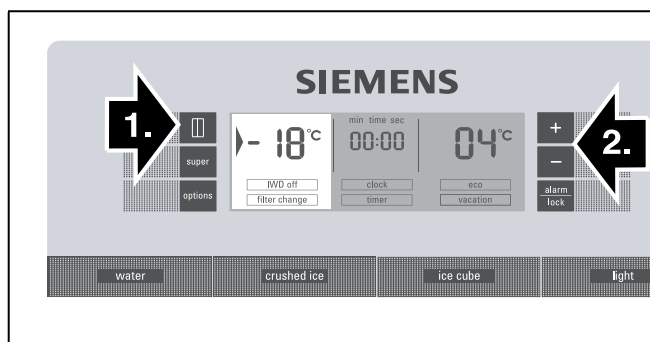 SIEMENS
1.
super
options
- 18°C
IWD off
filter change
min time sec
00:00
clock
timer
04°C
eco
vacation
+
−
alarm
lock
2.
water
crushed ice
ice cube
light